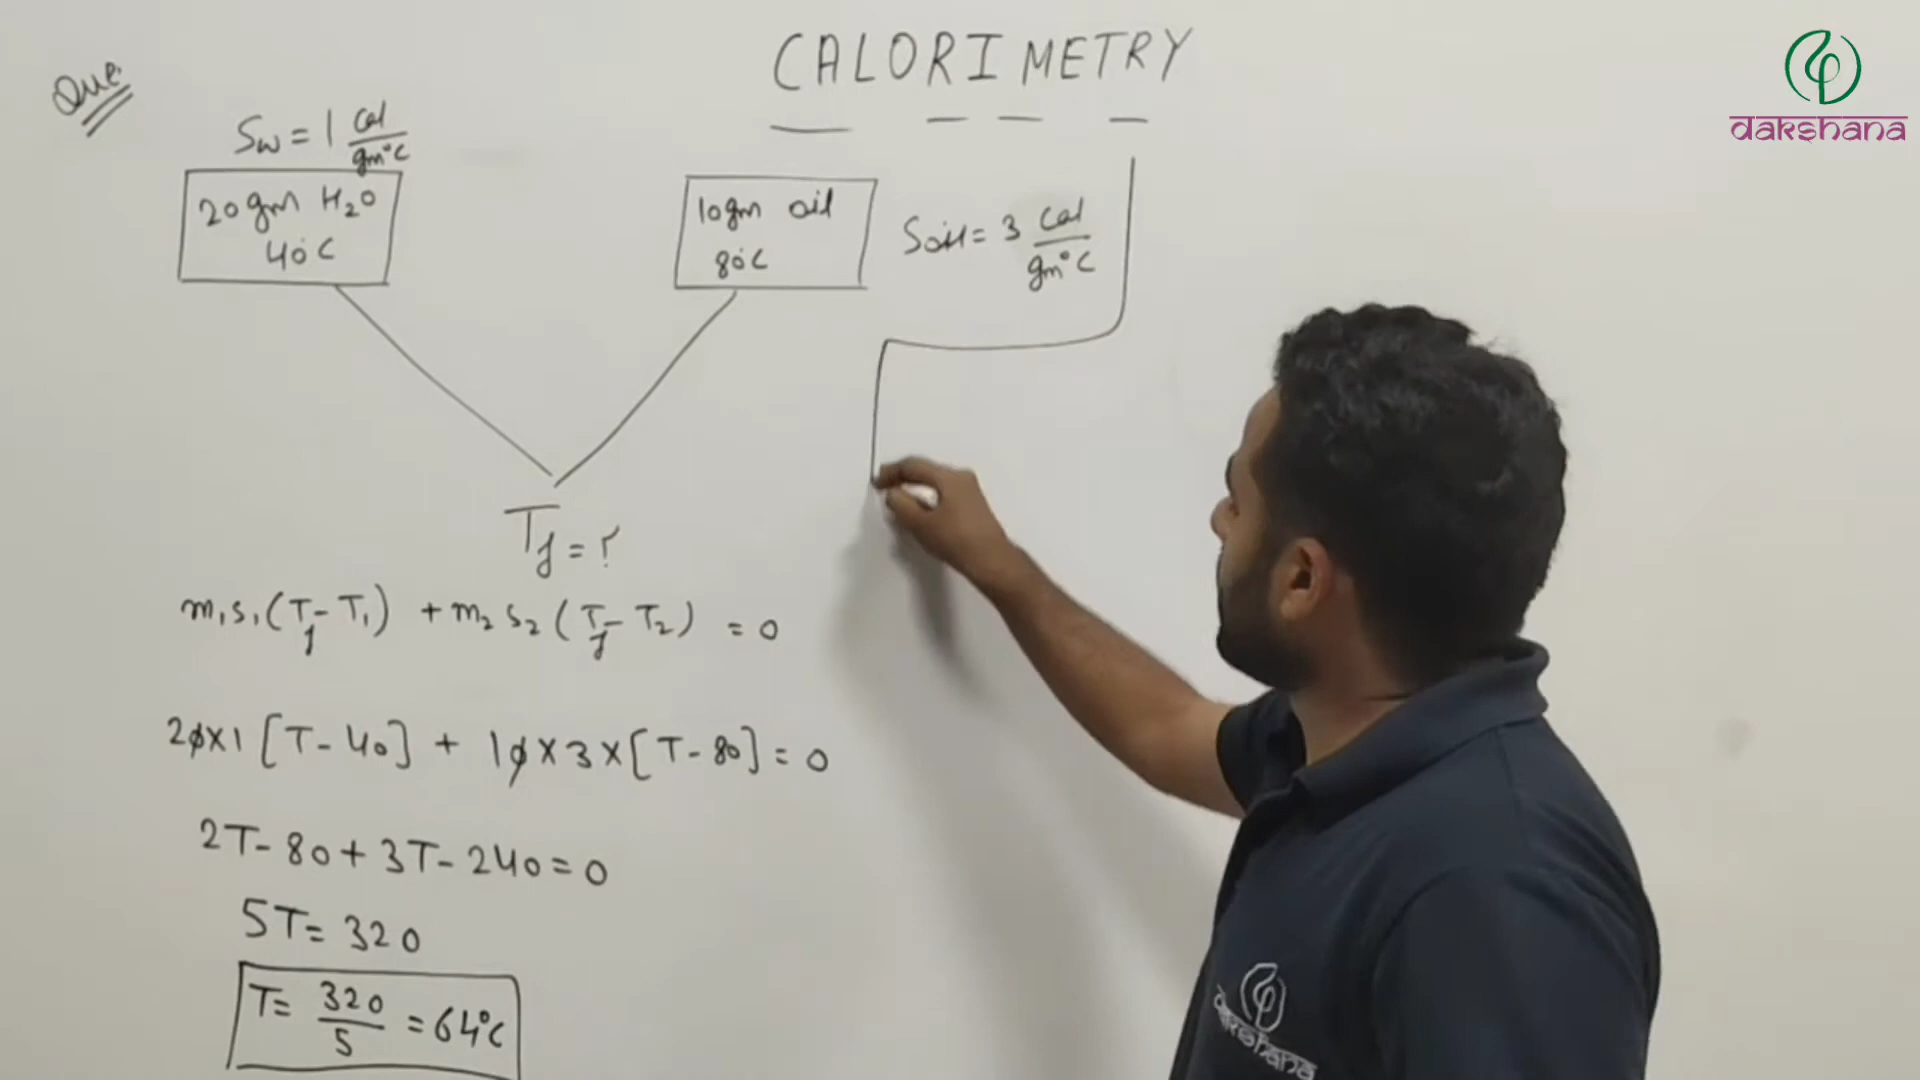 CALORIMETRY
dakshana
Que.
Sw = 1 Cal/gm°C
20gm H2O
40°C
10gm oil
80°C
Soil = 3 Cal/gm°C
Tf = ?
m1s1(Tf - T1) + m2s2(Tf - T2) = 0
20×1[T - 40] + 10×3×[T - 80] = 0
2T - 80 + 3T - 240 = 0
5T = 320
T = 320/5 = 64°C
dakshana